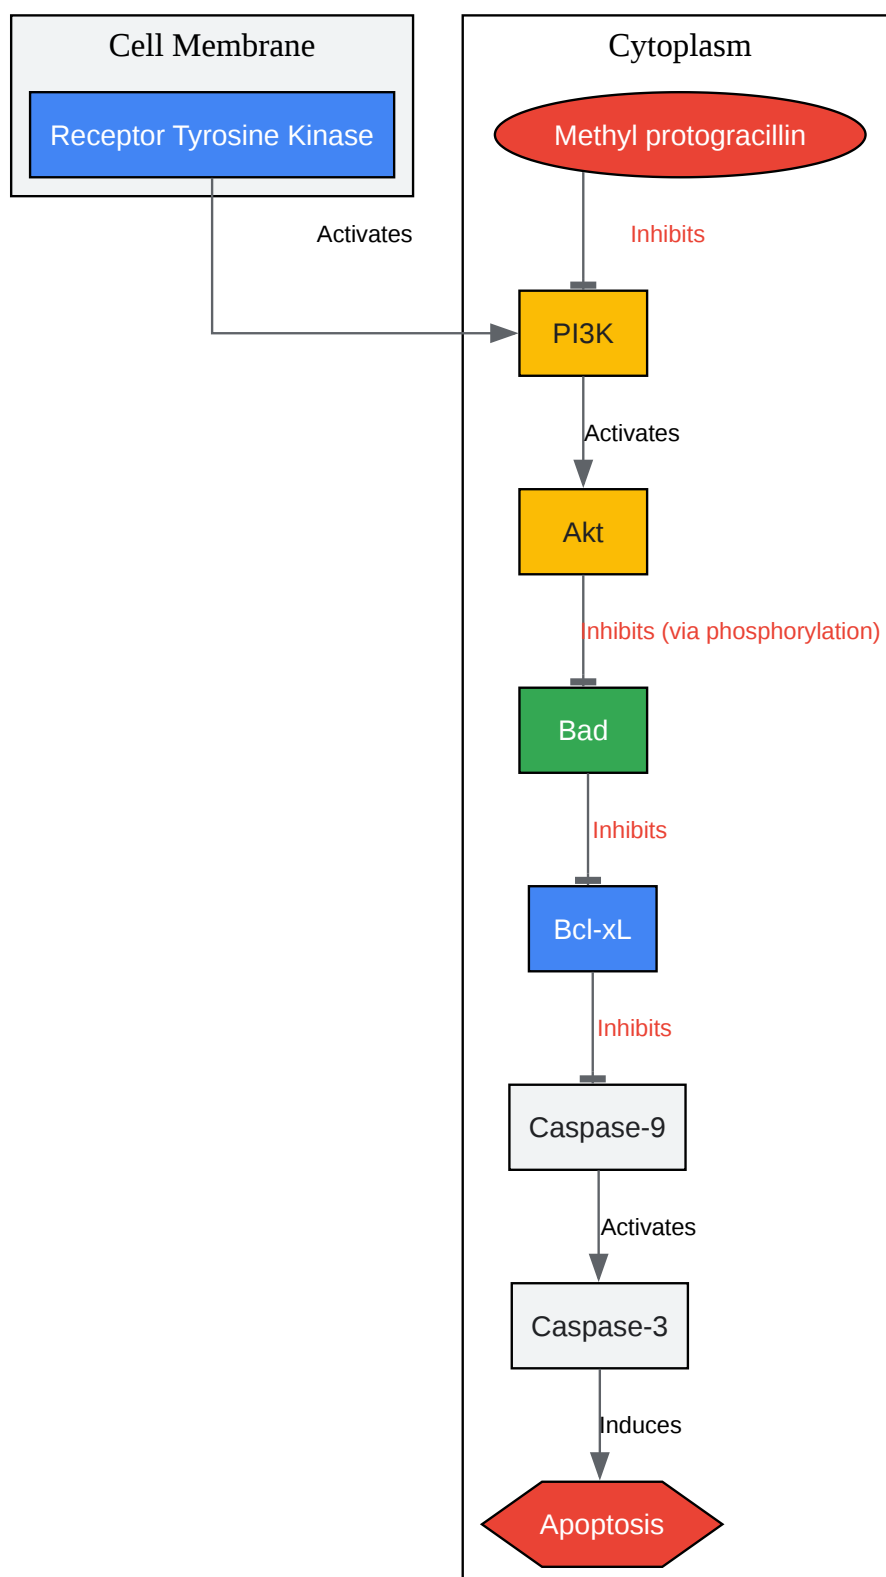 Cell Membrane
Receptor Tyrosine Kinase
Cytoplasm
Methyl protogracillin
Activates
Inhibits
PI3K
Activates
Akt
Inhibits (via phosphorylation)
Bad
Inhibits
Bcl-xL
Inhibits
Caspase-9
Activates
Caspase-3
Induces
Apoptosis